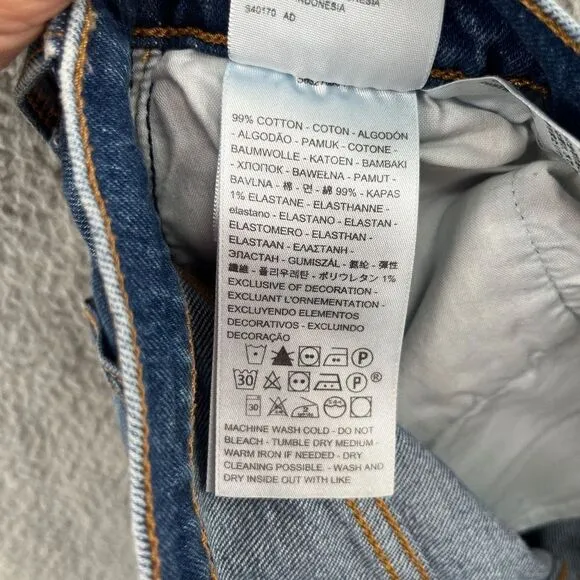 INDONESIA
S40170 AD
99% COTTON - COTON - ALGODÓN
- ALGODÃO - PAMUK - COTONE -
BAUMWOLLE - KATOEN - BAMBAKI
- ХЛОПОК - BAWEŁNA - PAMUT -
BAVLNA - 棉 - 면 - 綿 99% - KAPAS
1% ELASTANE - ELASTHANNE -
elastano - ELASTANO - ELASTAN -
ELASTOMERO - ELASTHAN -
ELASTAAN - ΕΛΑΣΤΑΝΗ -
ЭЛАСТАН - GUMISZÁL - 氨纶 - 彈性
纖維 - 폴리우레탄 - ポリウレタン 1%
EXCLUSIVE OF DECORATION -
EXCLUANT L'ORNEMENTATION -
EXCLUYENDO ELEMENTOS
DECORATIVOS - EXCLUINDO
DECORAÇÃO
P
30 P ®
30
MACHINE WASH COLD - DO NOT
BLEACH - TUMBLE DRY MEDIUM -
WARM IRON IF NEEDED - DRY
CLEANING POSSIBLE. - WASH AND
DRY INSIDE OUT WITH LIKE